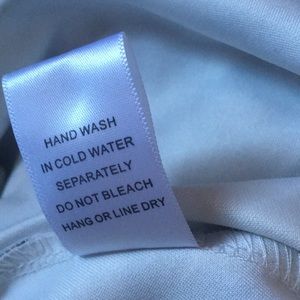 HAND WASH
IN COLD WATER
SEPARATELY
DO NOT BLEACH
HANG OR LINE DRY